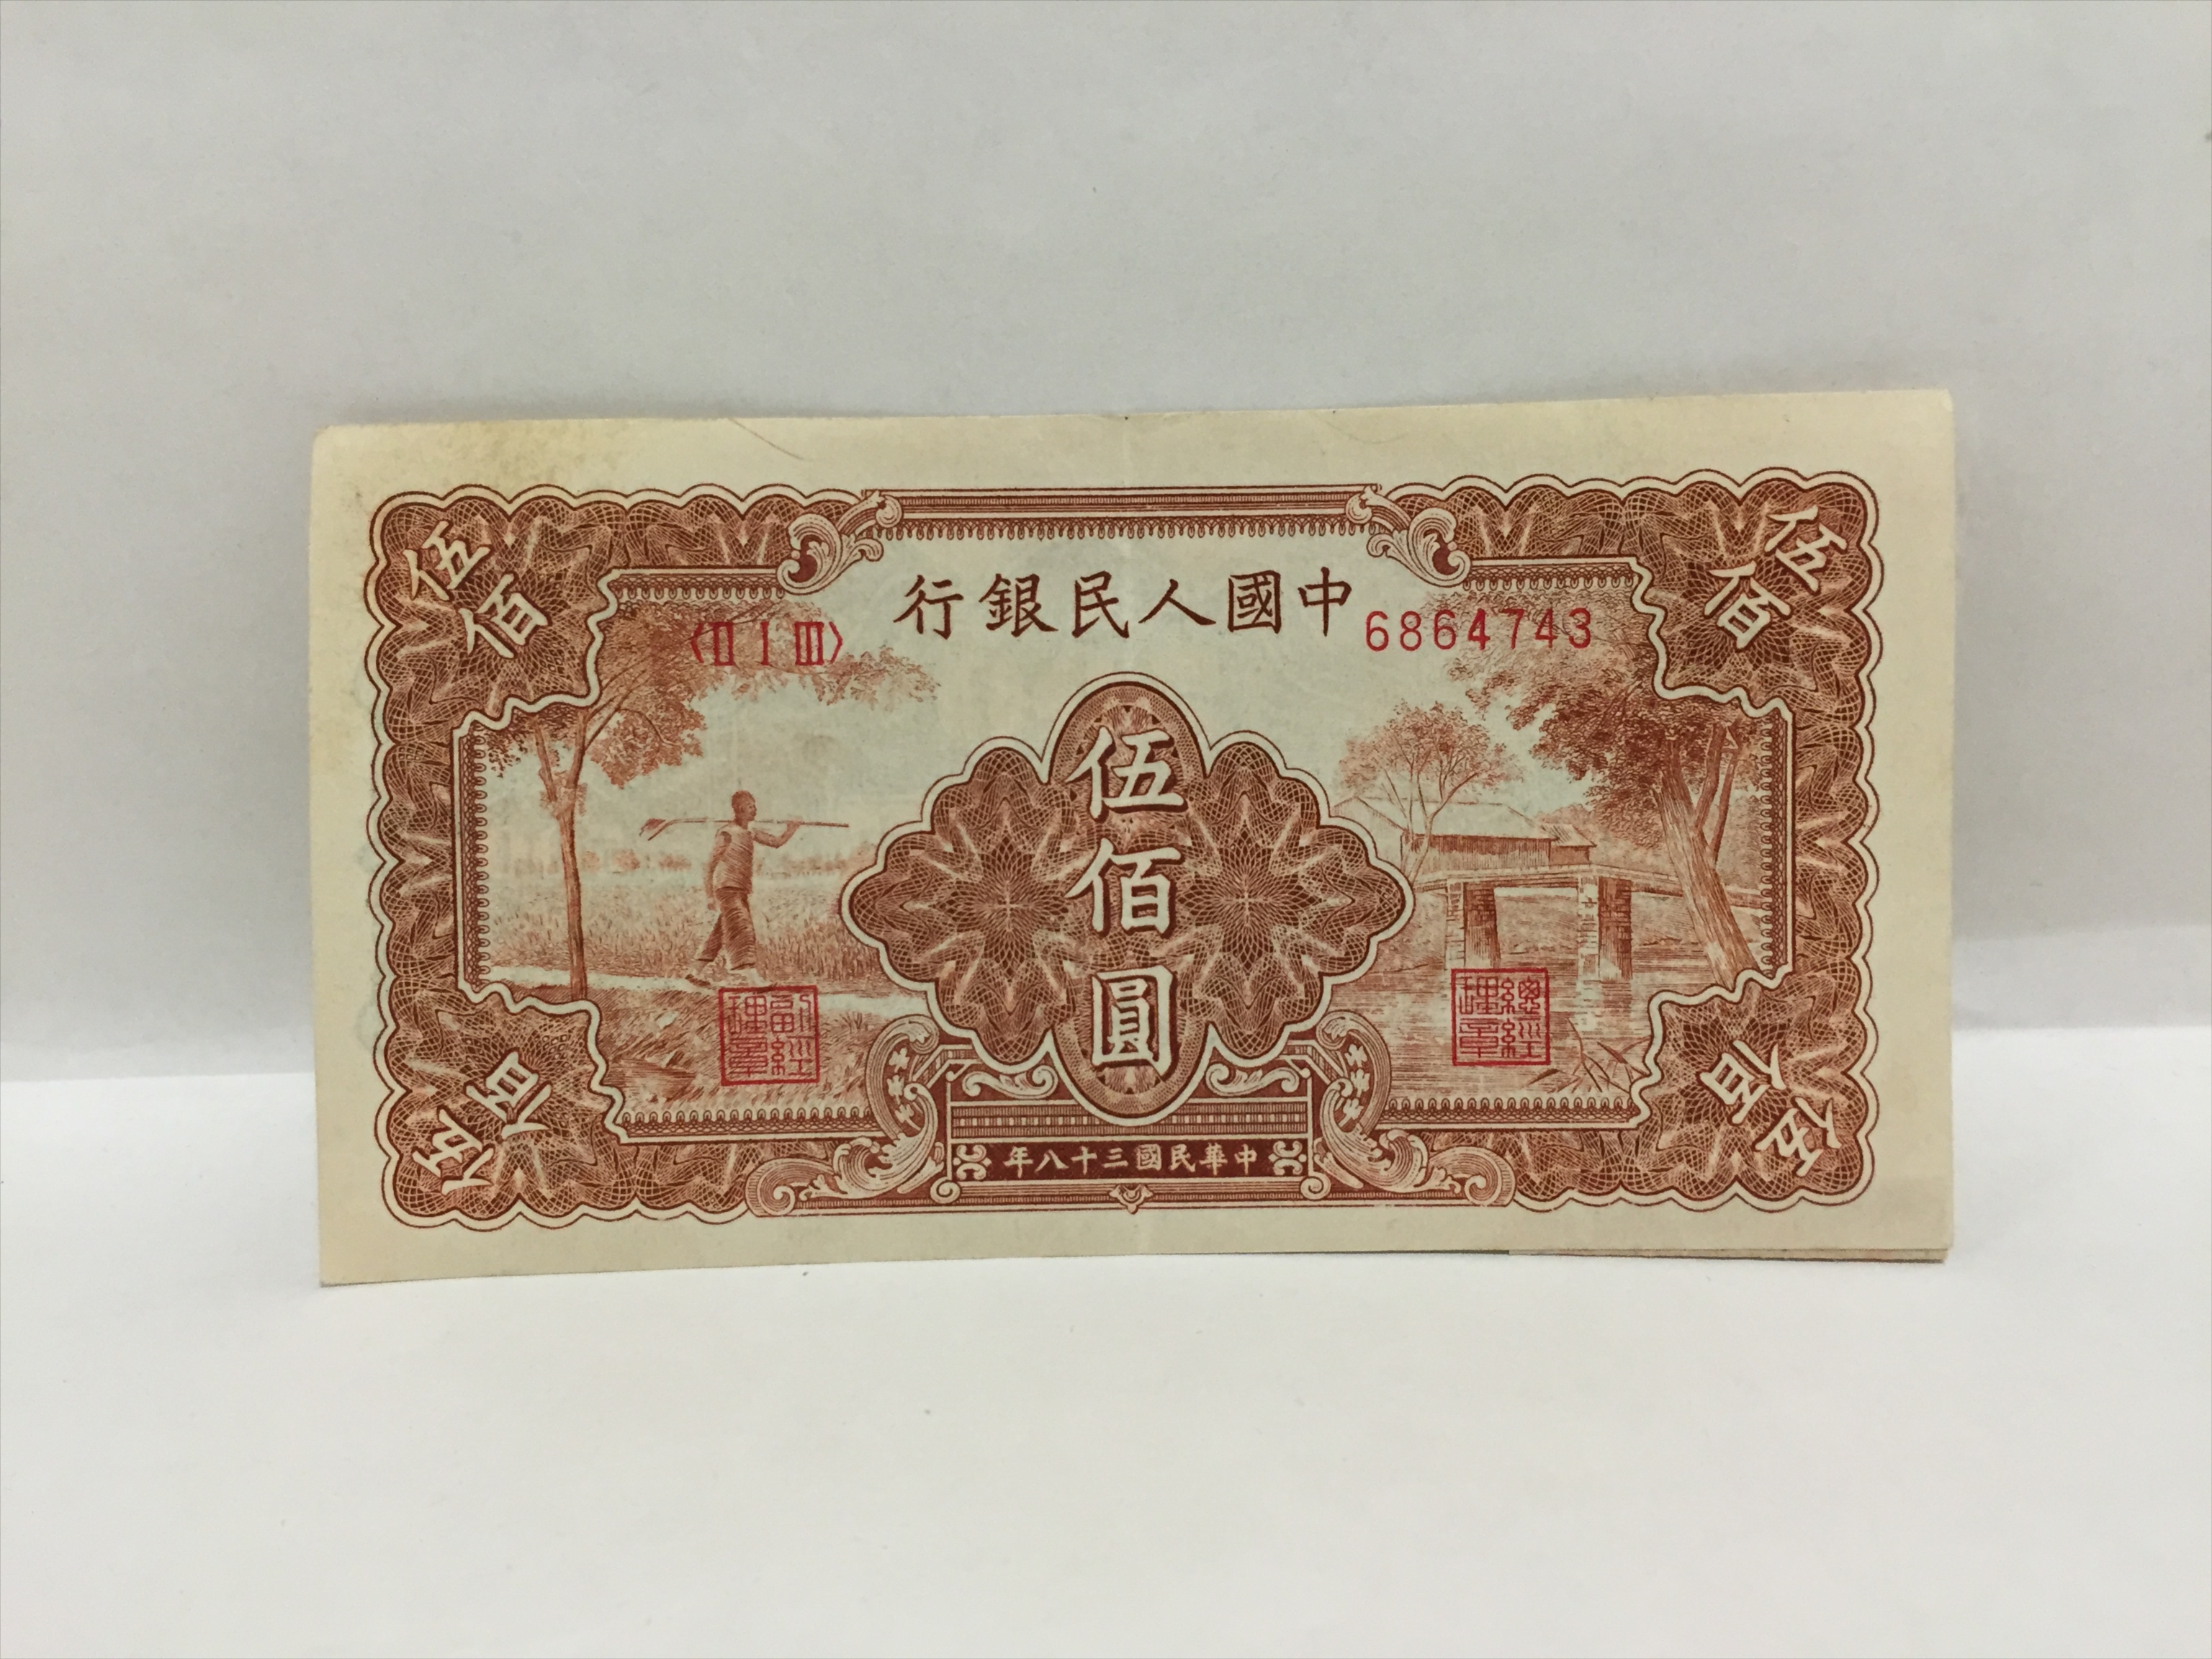 中國人民銀行
〈II I III〉
6864743
伍佰
伍佰
伍佰圓
副經理章
總經理章
伍佰
伍佰
中華民國三十八年